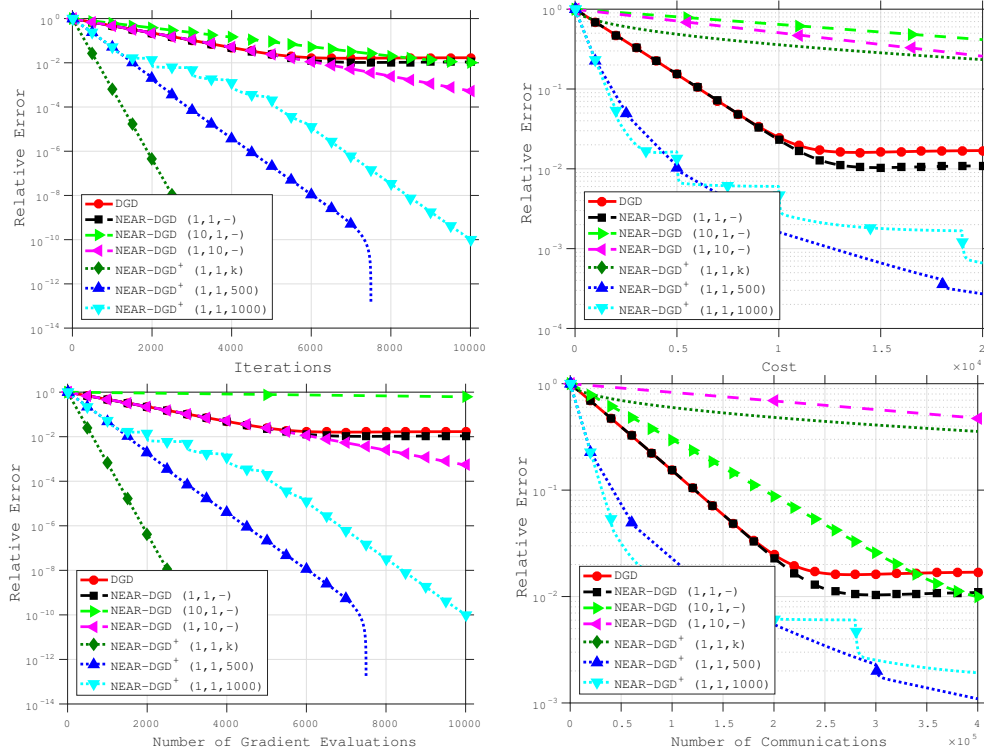 10^0
10^-2
10^-4
10^-6
10^-8
10^-10
10^-12
10^-14
Relative Error
DGD
NEAR-DGD (1,1,-)
NEAR-DGD (10,1,-)
NEAR-DGD (1,10,-)
NEAR-DGD^+ (1,1,k)
NEAR-DGD^+ (1,1,500)
NEAR-DGD^+ (1,1,1000)
0 2000 4000 6000 8000 10000
Iterations
10^0
10^-1
10^-2
10^-3
10^-4
Relative Error
DGD
NEAR-DGD (1,1,-)
NEAR-DGD (10,1,-)
NEAR-DGD (1,10,-)
NEAR-DGD^+ (1,1,k)
NEAR-DGD^+ (1,1,500)
NEAR-DGD^+ (1,1,1000)
0 0.5 1 1.5 2
Cost ×10^4
10^0
10^-2
10^-4
10^-6
10^-8
10^-10
10^-12
10^-14
Relative Error
DGD
NEAR-DGD (1,1,-)
NEAR-DGD (10,1,-)
NEAR-DGD (1,10,-)
NEAR-DGD^+ (1,1,k)
NEAR-DGD^+ (1,1,500)
NEAR-DGD^+ (1,1,1000)
0 2000 4000 6000 8000 10000
Number of Gradient Evaluations
10^0
10^-1
10^-2
10^-3
Relative Error
DGD
NEAR-DGD (1,1,-)
NEAR-DGD (10,1,-)
NEAR-DGD (1,10,-)
NEAR-DGD^+ (1,1,k)
NEAR-DGD^+ (1,1,500)
NEAR-DGD^+ (1,1,1000)
0 0.5 1 1.5 2 2.5 3 3.5 4
Number of Communications ×10^5